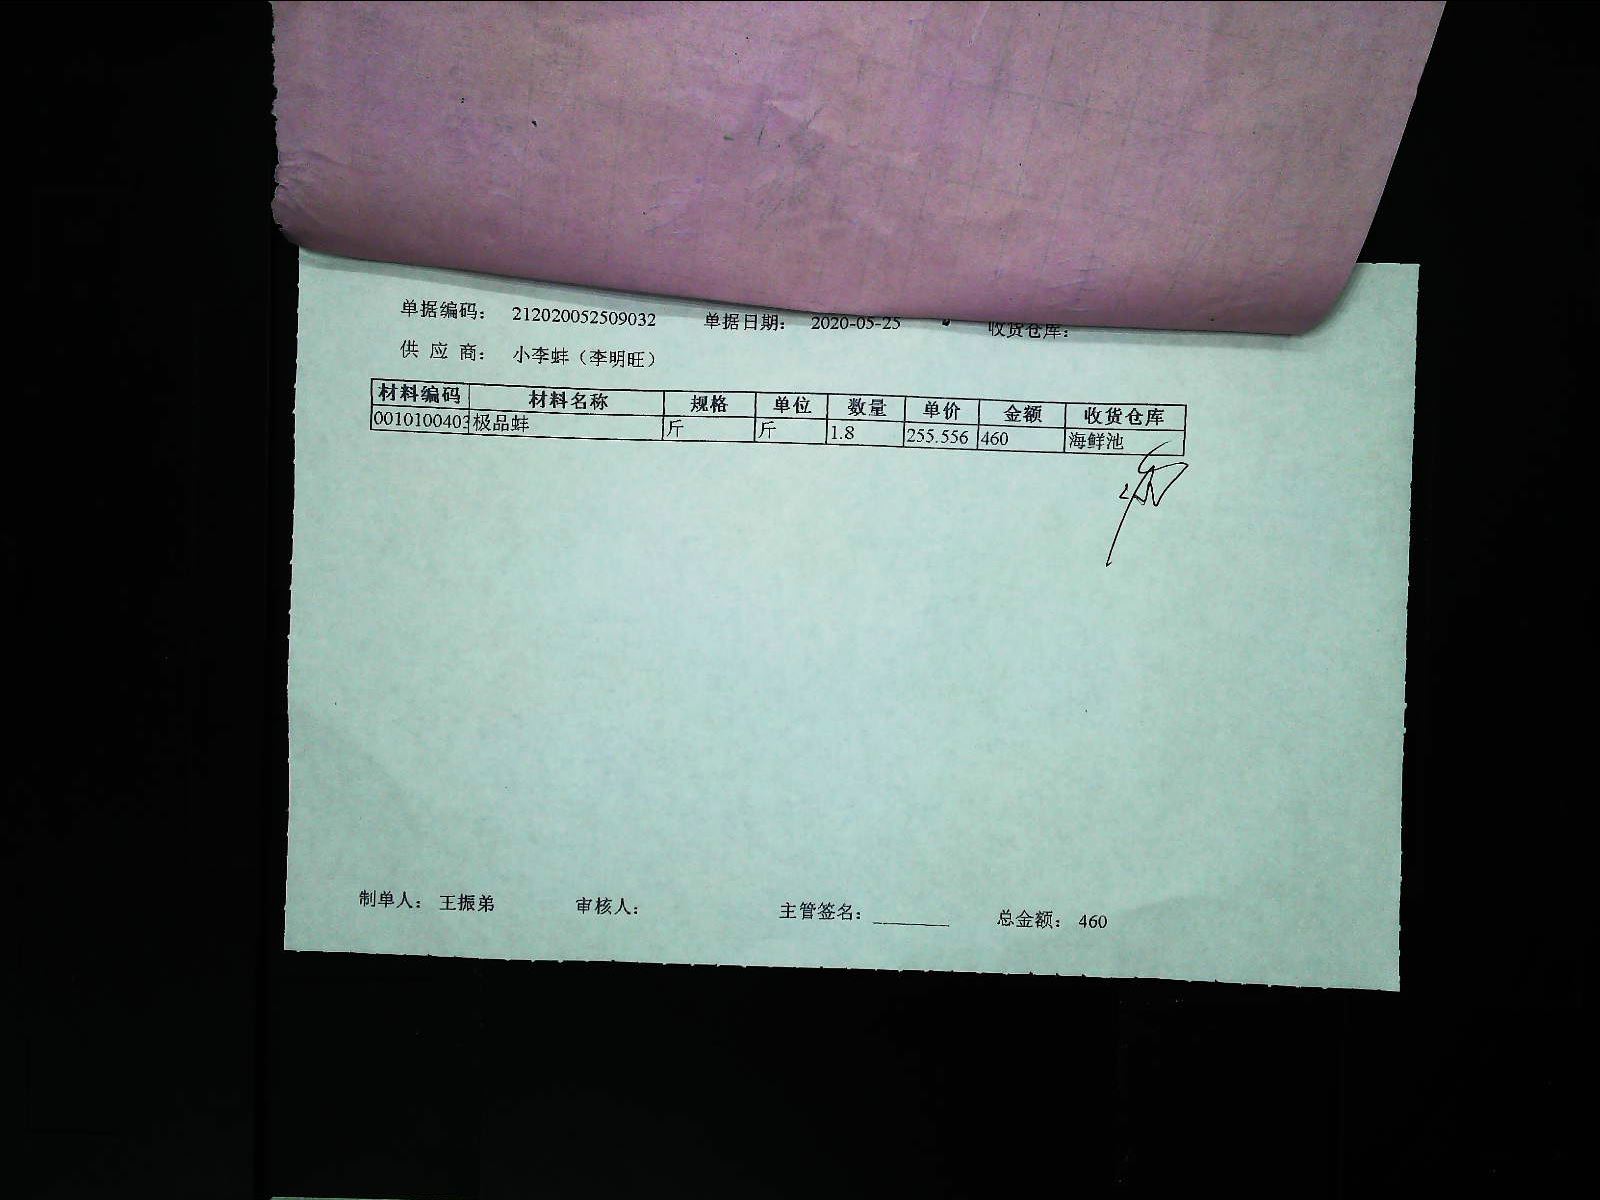 单据编码： 212020052509032 单据日期： 2020-05-25 收货仓库：
供 应 商： 小李蚌（李明旺）
材料编码 材料名称 规格 单位 数量 单价 金额 收货仓库
0010100403 极品蚌 斤 斤 1.8 255.556 460 海鲜池
制单人： 王振弟 审核人： 主管签名： 总金额： 460